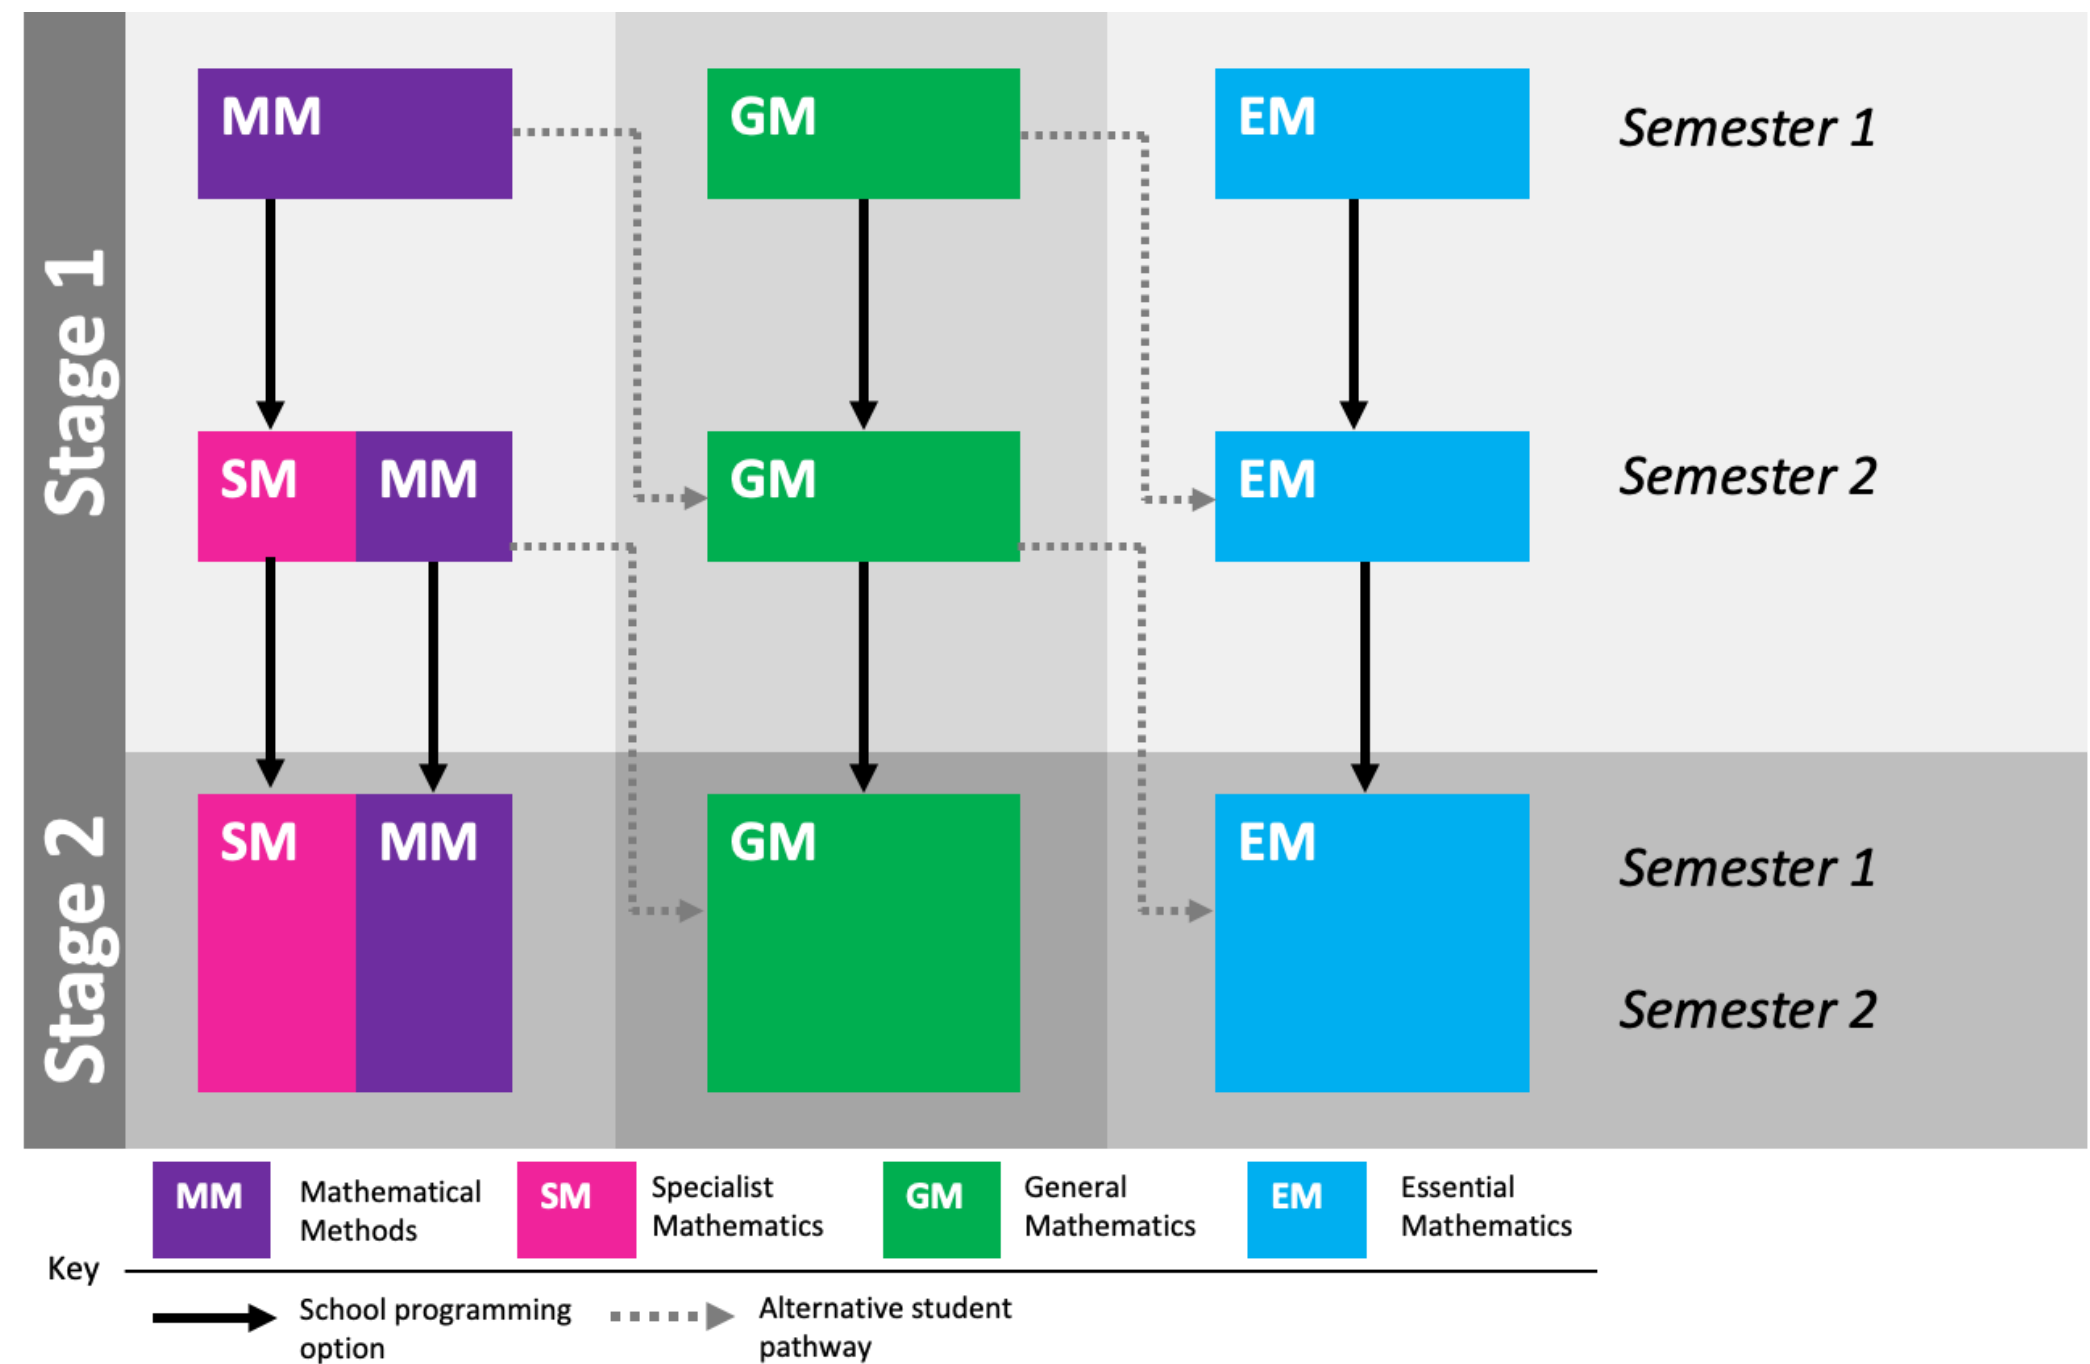 Stage 1
MM
GM
EM
Semester 1
SM
MM
GM
EM
Semester 2
Stage 2
SM
MM
GM
EM
Semester 1
Semester 2
MM
Mathematical
Methods
SM
Specialist
Mathematics
GM
General
Mathematics
EM
Essential
Mathematics
Key
School programming
option
Alternative student
pathway